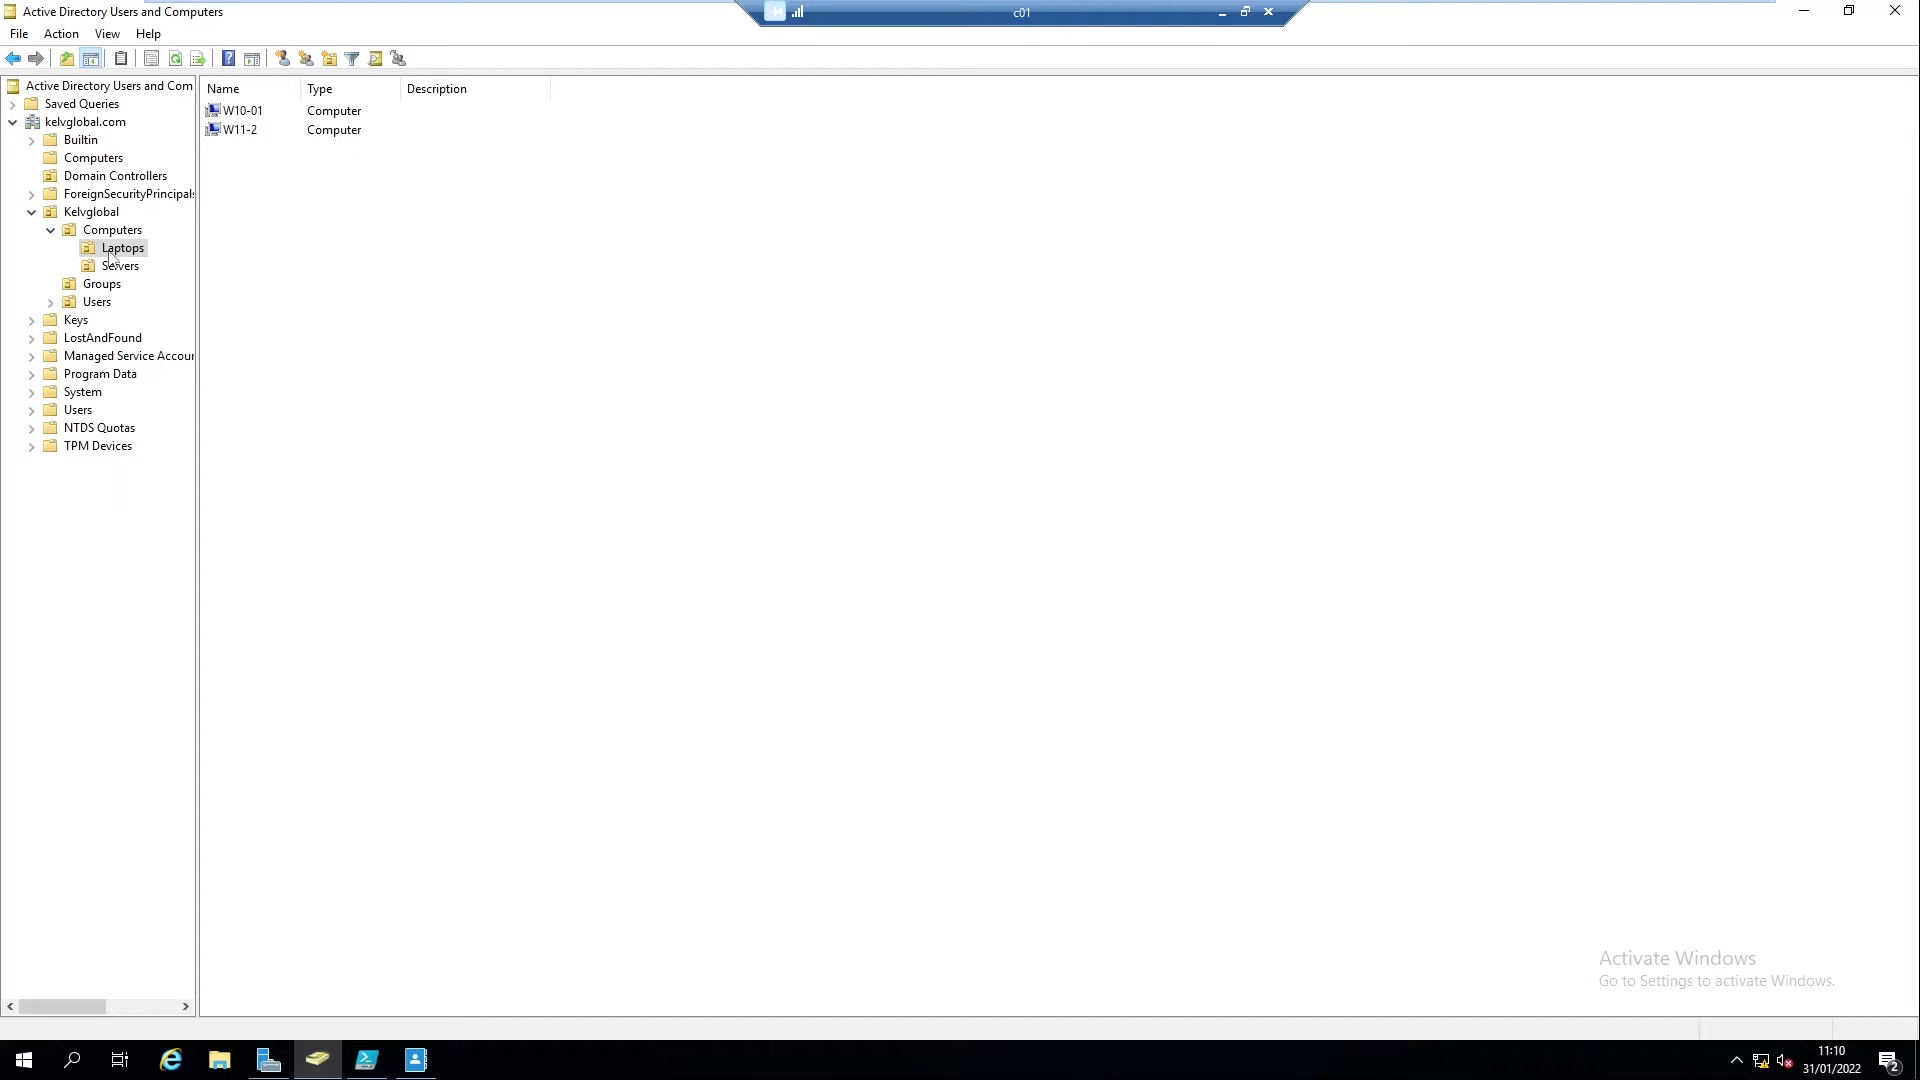 Active Directory Users and Computers
c01
File Action View Help
Active Directory Users and Com
Saved Queries
kelvglobal.com
Builtin
Computers
Domain Controllers
ForeignSecurityPrincipals
Kelvglobal
Computers
Laptops
Servers
Groups
Users
Keys
LostAndFound
Managed Service Accour
Program Data
System
Users
NTDS Quotas
TPM Devices
Name Type Description
W10-01 Computer
W11-2 Computer
Activate Windows
Go to Settings to activate Windows.
11:10
31/01/2022
2